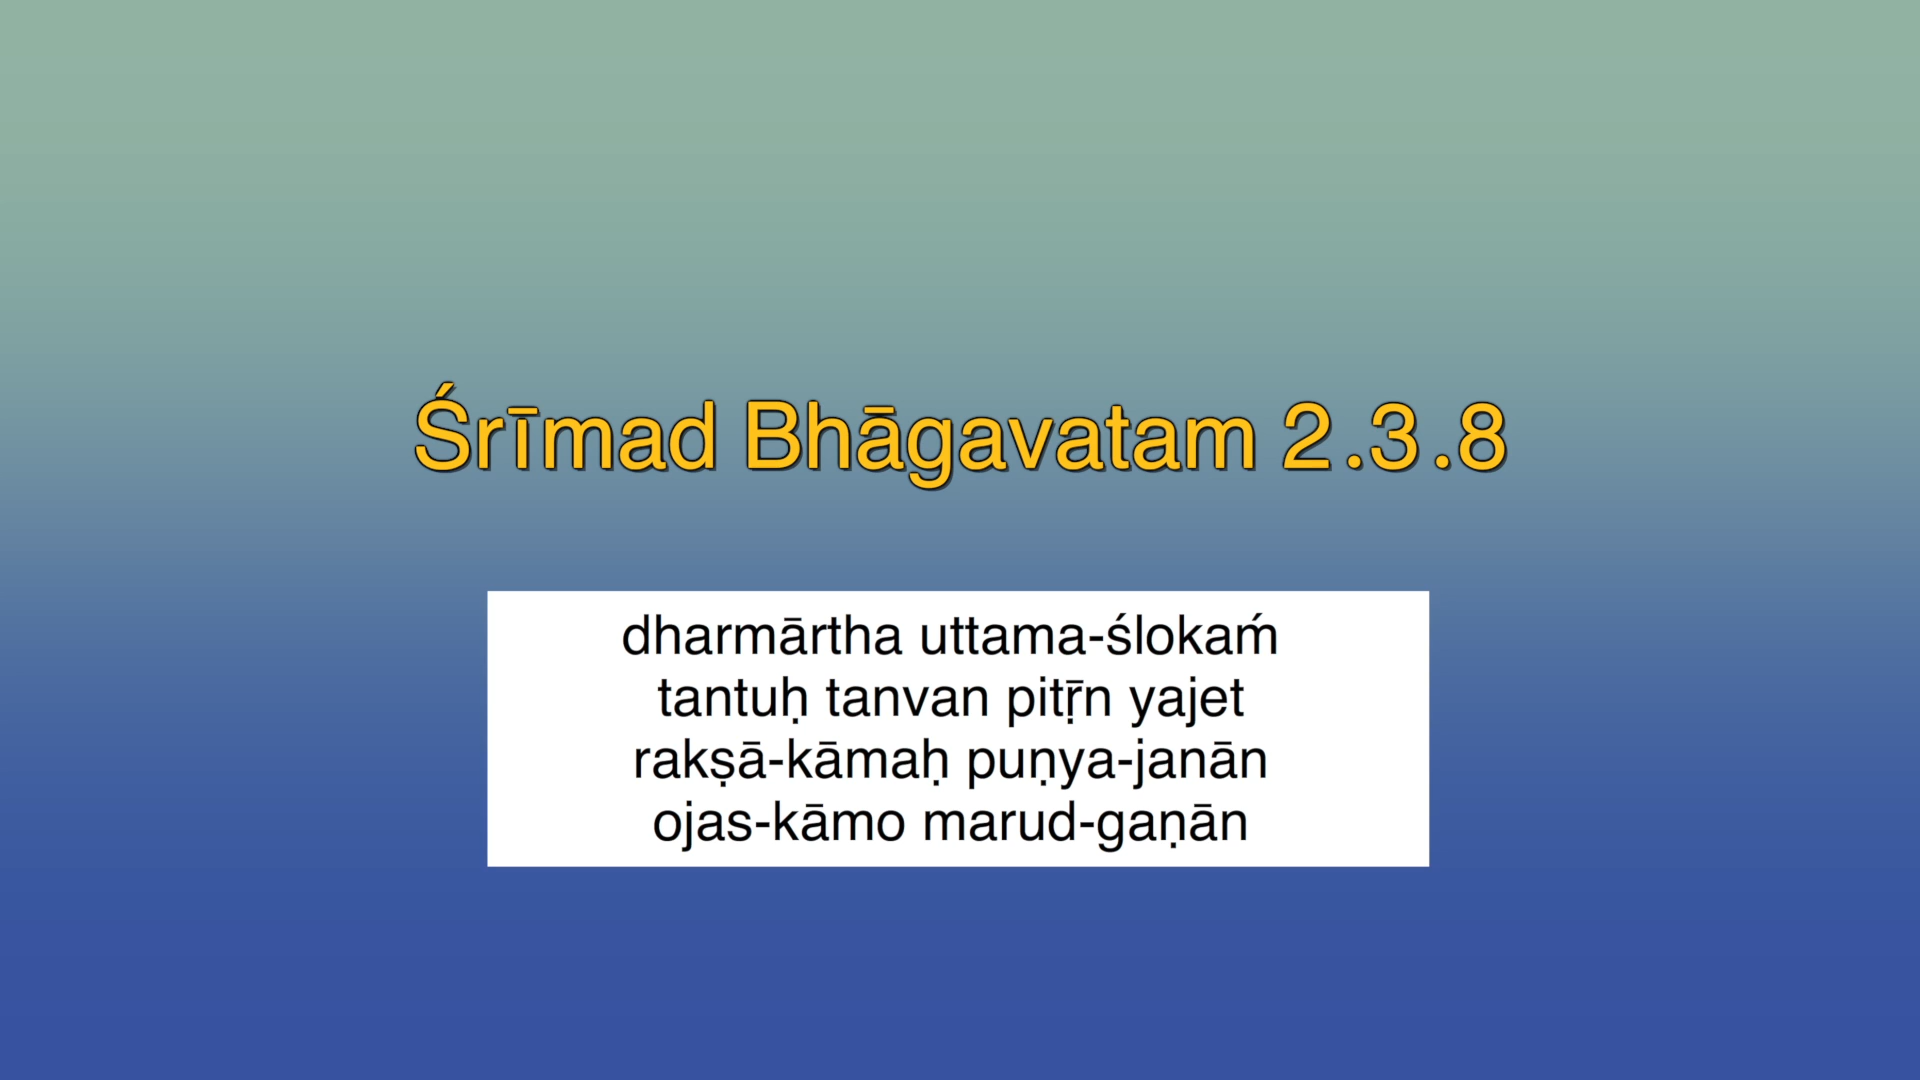 Śrīmad Bhāgavatam 2.3.8
dharmārtha uttama-ślokaḿ
tantuḥ tanvan pitṝn yajet
rakṣā-kāmaḥ puṇya-janān
ojas-kāmo marud-gaṇān